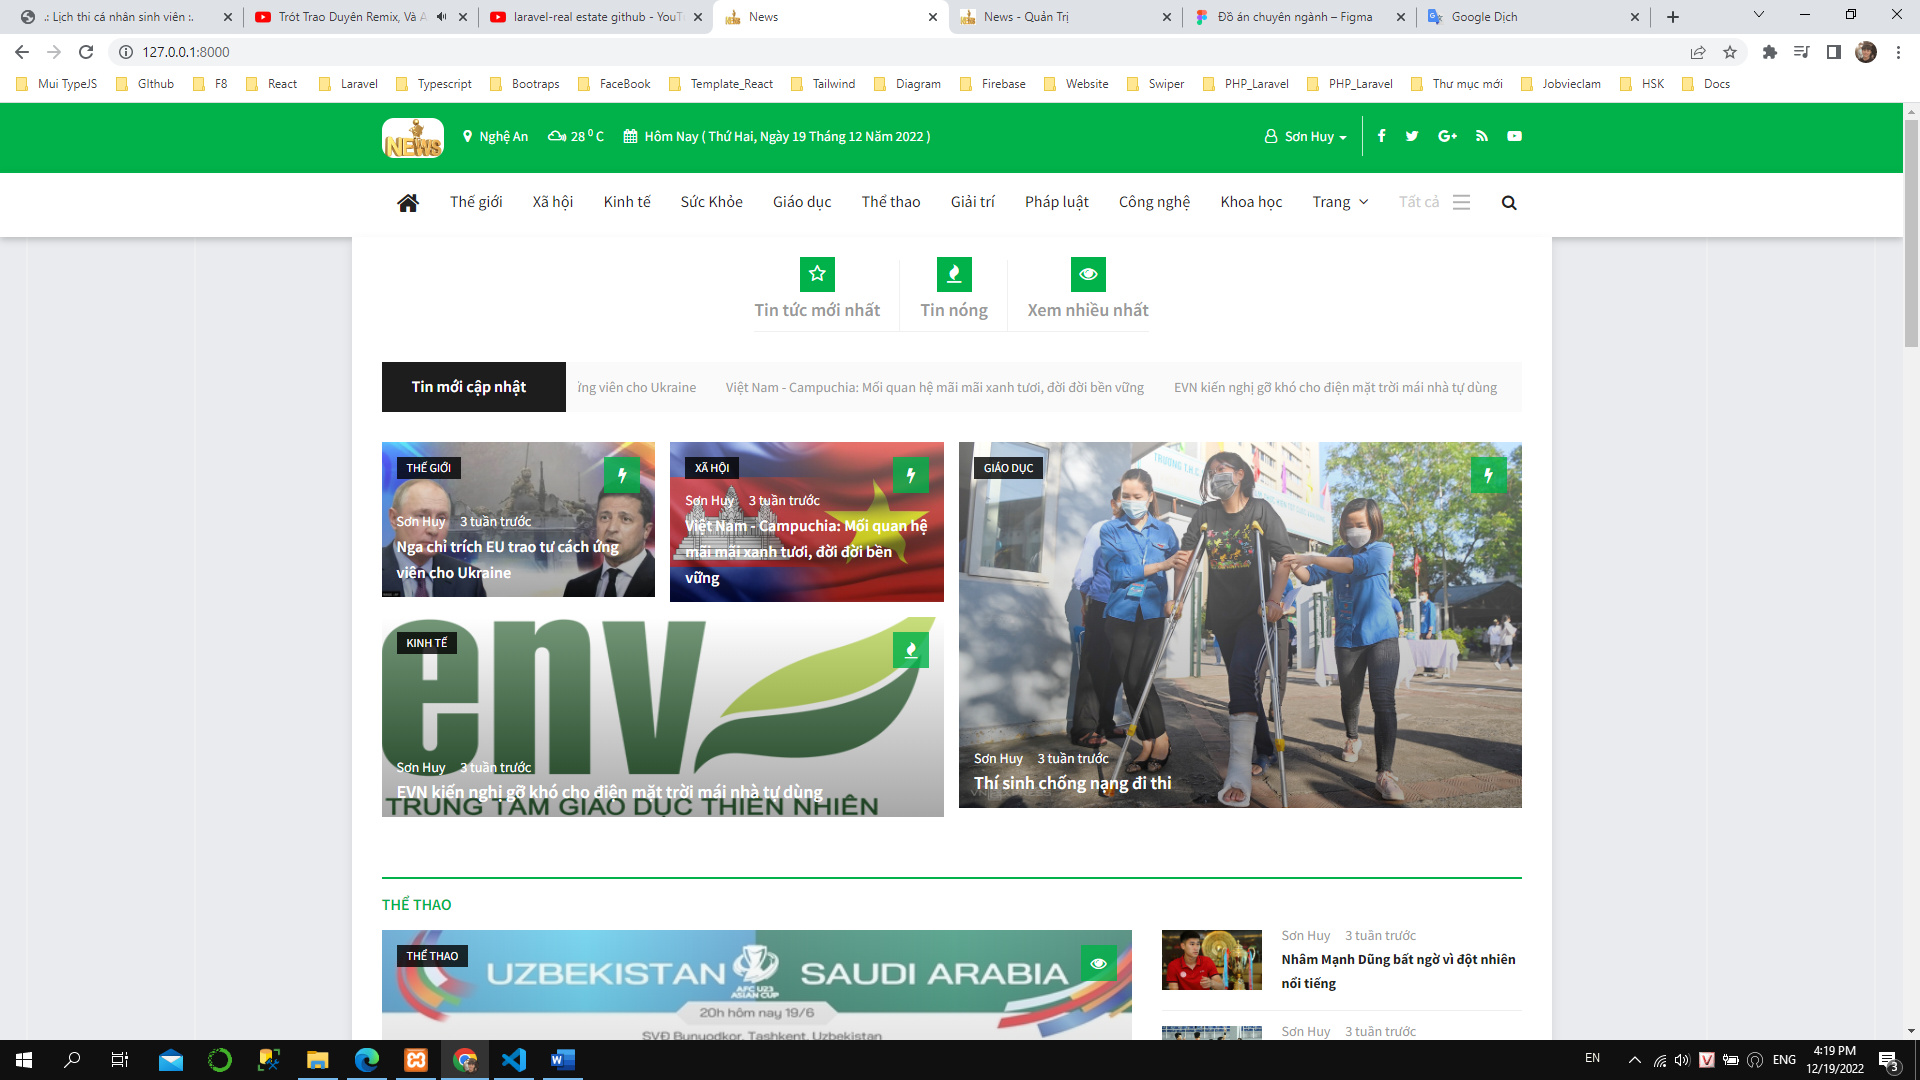 .: Lịch thi cá nhân sinh viên :.
Trót Trao Duyên Remix, Và A
laravel-real estate github - YouT
News
News - Quản Trị
Đồ án chuyên ngành – Figma
Google Dịch
127.0.0.1:8000
Mui TypeJS
GIthub
F8
React
Laravel
Typescript
Bootraps
FaceBook
Template_React
Tailwind
Diagram
Firebase
Website
Swiper
PHP_Laravel
PHP_Laravel
Thư mục mới
Jobvieclam
HSK
Docs
NEWS
Nghệ An
28 0 C
Hôm Nay ( Thứ Hai, Ngày 19 Tháng 12 Năm 2022 )
Sơn Huy
Thế giới
Xã hội
Kinh tế
Sức Khỏe
Giáo dục
Thể thao
Giải trí
Pháp luật
Công nghệ
Khoa học
Trang
Tất cả
Tin tức mới nhất
Tin nóng
Xem nhiều nhất
Tin mới cập nhật
ứng viên cho Ukraine
Việt Nam - Campuchia: Mối quan hệ mãi mãi xanh tươi, đời đời bền vững
EVN kiến nghị gỡ khó cho điện mặt trời mái nhà tự dùng
THẾ GIỚI
Sơn Huy 3 tuần trước
Nga chỉ trích EU trao tư cách ứng
viên cho Ukraine
XÃ HỘI
Sơn Huy 3 tuần trước
Việt Nam - Campuchia: Mối quan hệ
mãi mãi xanh tươi, đời đời bền
vững
GIÁO DỤC
TRƯỜNG T.H.C
Sơn Huy 3 tuần trước
Thí sinh chống nạng đi thi
KINH TẾ
env
Sơn Huy 3 tuần trước
EVN kiến nghị gỡ khó cho điện mặt trời mái nhà tự dùng
TRUNG TÂM GIÁO DỤC THIÊN NHIÊN
THỂ THAO
THỂ THAO
UZBEKISTAN
SAUDI ARABIA
AFC U23
ASIAN CUP
20h hôm nay 19/6
SVĐ Bunyodkor, Tashkent, Uzbekistan
Sơn Huy 3 tuần trước
Nhâm Mạnh Dũng bất ngờ vì đột nhiên
nổi tiếng
Sơn Huy 3 tuần trước
EN
ENG
4:19 PM
12/19/2022
3